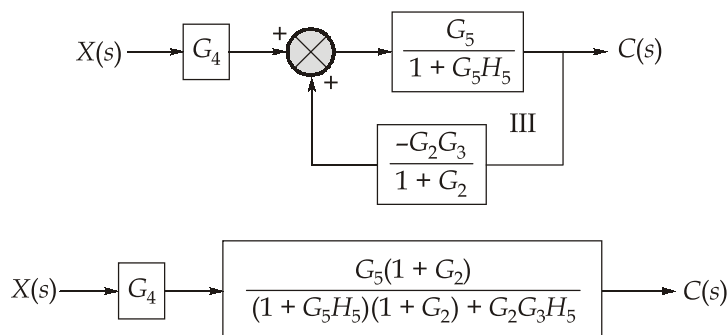 X(s) G₄ + + G₅ / (1 + G₅H₅) C(s)
III
–G₂G₃ / (1 + G₂)
X(s) G₄ G₅(1 + G₂) / ((1 + G₅H₅)(1 + G₂) + G₂G₃H₅) C(s)